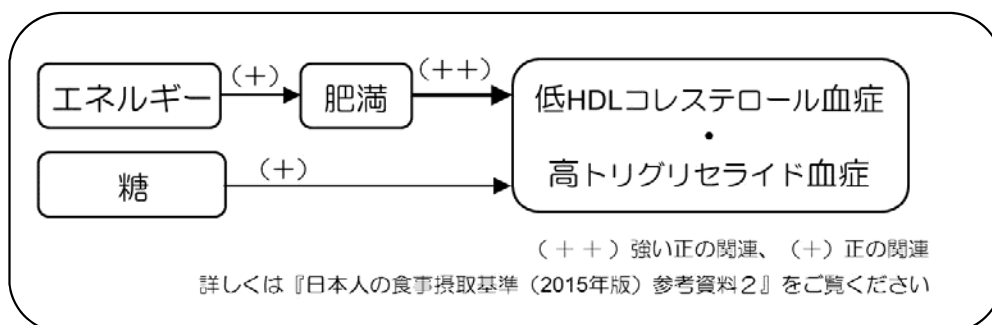 エネルギー
(+)
肥満
(++)
低HDLコレステロール血症
・
高トリグリセライド血症
糖
(+)
(++)強い正の関連、(+)正の関連
詳しくは『日本人の食事摂取基準(2015年版)参考資料2』をご覧ください